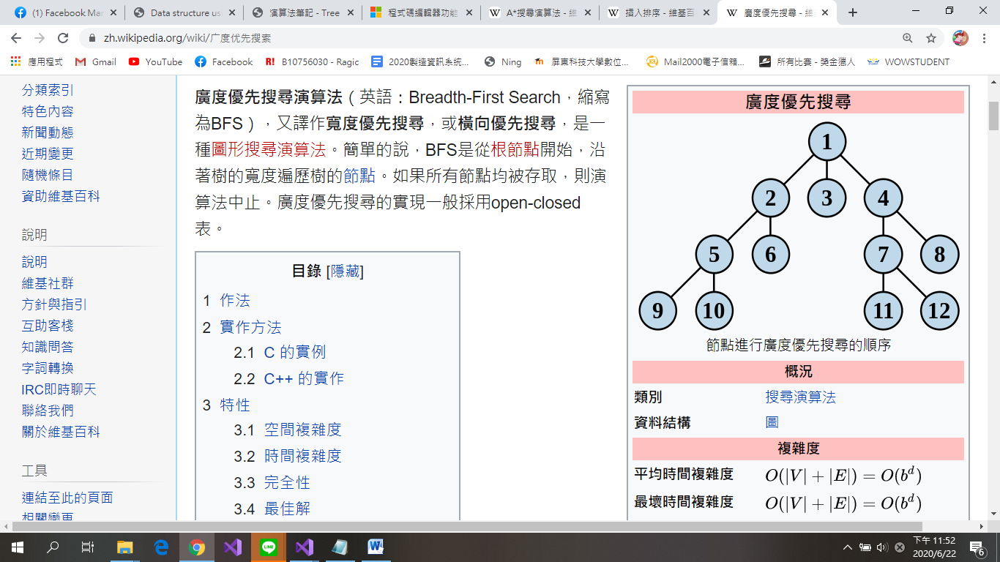 (1) Facebook Mar
Data structure us
演算法筆記 - Tree
程式碼編輯器功能
A*搜尋演算法 - 維
插入排序 - 維基百
廣度優先搜尋 - 維
zh.wikipedia.org/wiki/广度优先搜索
應用程式
Gmail
YouTube
Facebook
R! B10756030 - Ragic
2020製造資訊系統...
Ning
屏東科技大學數位...
Mail2000電子信箱...
所有比賽 - 獎金獵人
WOWSTUDENT
分類索引
特色內容
新聞動態
近期變更
隨機條目
資助維基百科
說明
說明
維基社群
方針與指引
互助客棧
知識問答
字詞轉換
IRC即時聊天
聯絡我們
關於維基百科
工具
連結至此的頁面
相關變更
廣度優先搜尋演算法（英語：Breadth-First Search，縮寫
為BFS），又譯作寬度優先搜尋，或橫向優先搜尋，是一
種圖形搜尋演算法。簡單的說，BFS是從根節點開始，沿
著樹的寬度遍歷樹的節點。如果所有節點均被存取，則演
算法中止。廣度優先搜尋的實現一般採用open-closed
表。
目錄 [隱藏]
1 作法
2 實作方法
2.1 C 的實例
2.2 C++ 的實作
3 特性
3.1 空間複雜度
3.2 時間複雜度
3.3 完全性
3.4 最佳解
廣度優先搜尋
1
2 3 4
5 6 7 8
9 10 11 12
節點進行廣度優先搜尋的順序
概況
類別 搜尋演算法
資料結構 圖
複雜度
平均時間複雜度 O(|V| + |E|) = O(b^d)
最壞時間複雜度 O(|V| + |E|) = O(b^d)
下午 11:52
2020/6/22
6